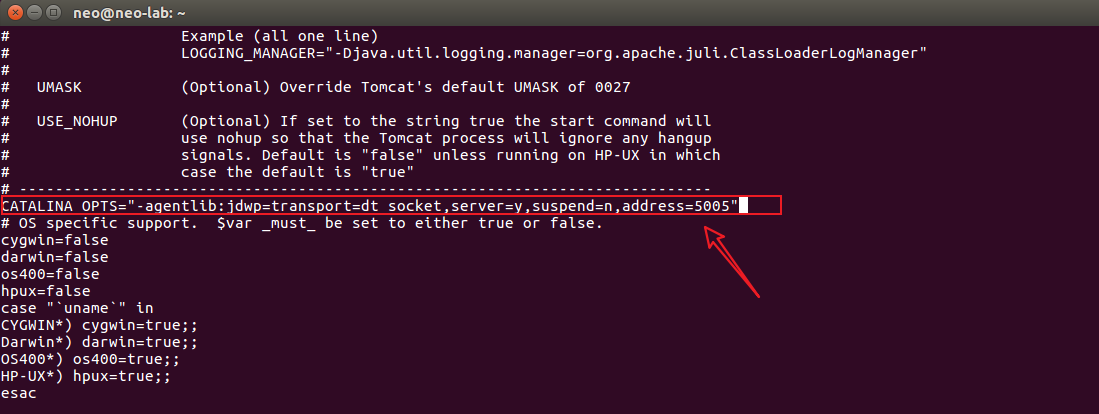 neo@neo-lab: ~
#                   Example (all one line)
#                   LOGGING_MANAGER="-Djava.util.logging.manager=org.apache.juli.ClassLoaderLogManager"
#
#   UMASK           (Optional) Override Tomcat's default UMASK of 0027
#
#   USE_NOHUP       (Optional) If set to the string true the start command will
#                   use nohup so that the Tomcat process will ignore any hangup
#                   signals. Default is "false" unless running on HP-UX in which
#                   case the default is "true"
# -----------------------------------------------------------------------------
CATALINA_OPTS="-agentlib:jdwp=transport=dt_socket,server=y,suspend=n,address=5005"
# OS specific support.  $var _must_ be set to either true or false.
cygwin=false
darwin=false
os400=false
hpux=false
case "`uname`" in
CYGWIN*) cygwin=true;;
Darwin*) darwin=true;;
OS400*) os400=true;;
HP-UX*) hpux=true;;
esac